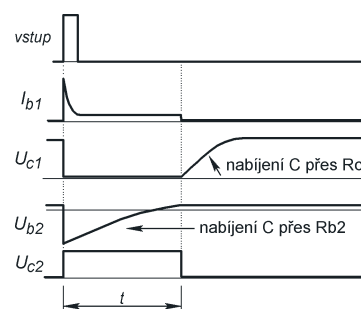 vstup
Ib1
Uc1
nabíjení C přes Rc
Ub2
nabíjení C přes Rb2
Uc2
t